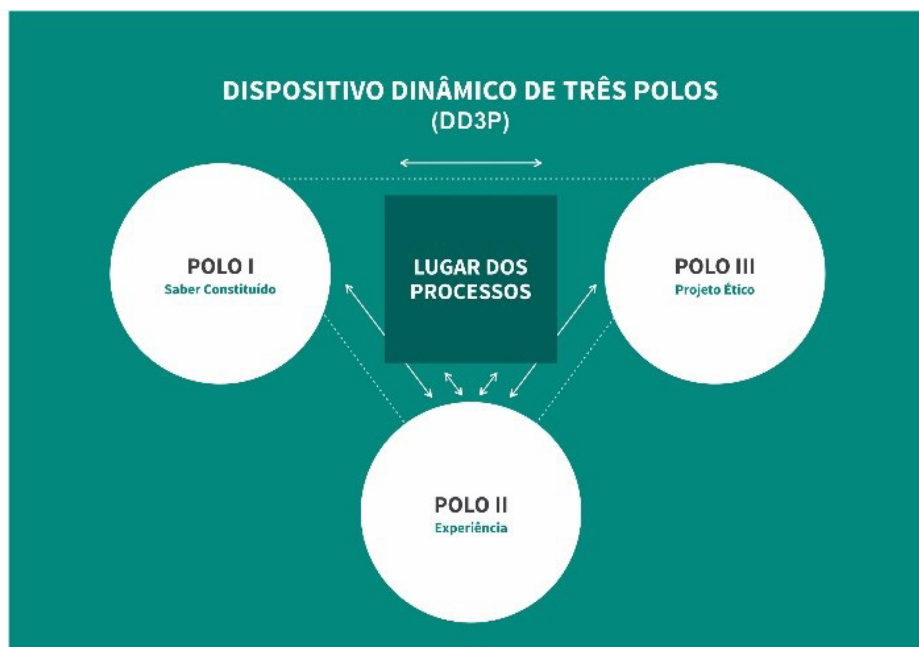 DISPOSITIVO DINÂMICO DE TRÊS POLOS
(DD3P)
POLO I
Saber Constituído
LUGAR DOS
PROCESSOS
POLO III
Projeto Ético
POLO II
Experiência